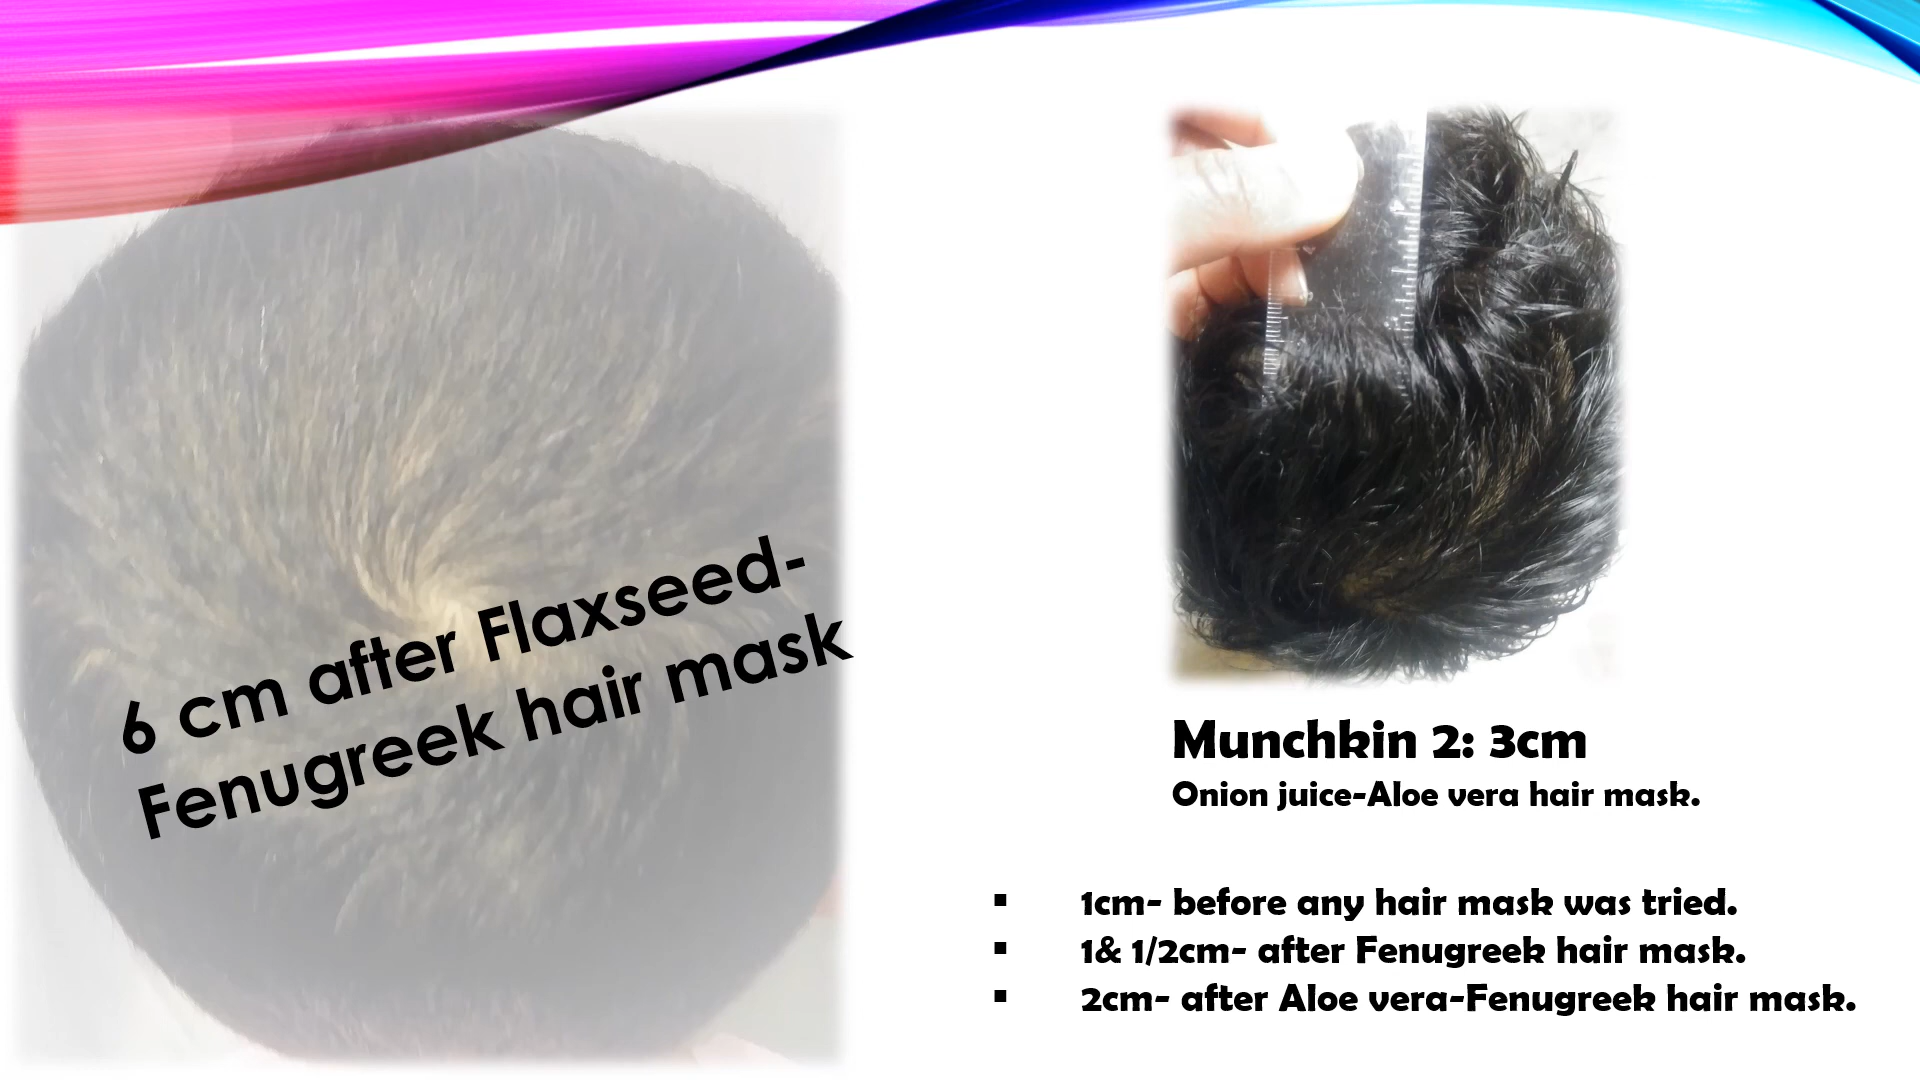 6 cm after Flaxseed-
Fenugreek hair mask
Munchkin 2: 3cm
Onion juice-Aloe vera hair mask.
▪ 1cm- before any hair mask was tried.
▪ 1& 1/2cm- after Fenugreek hair mask.
▪ 2cm- after Aloe vera-Fenugreek hair mask.